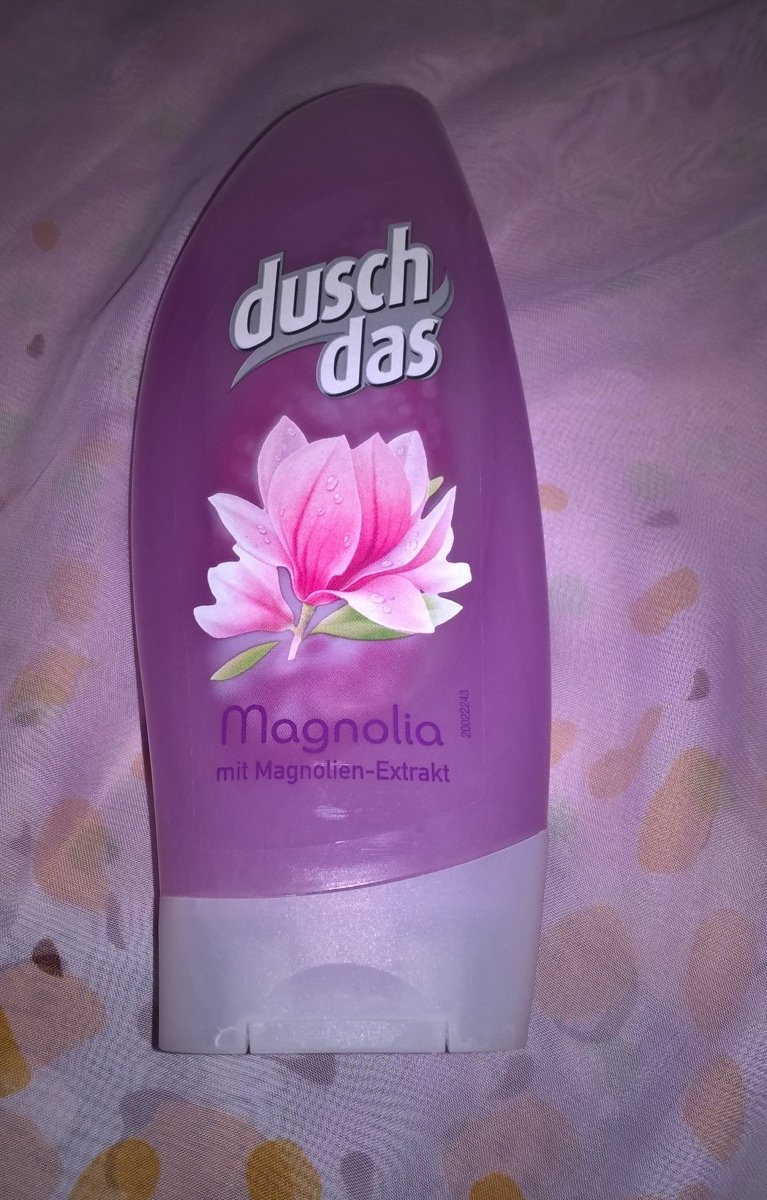 dusch
das
Magnolia
mit Magnolien-Extrakt
20022243